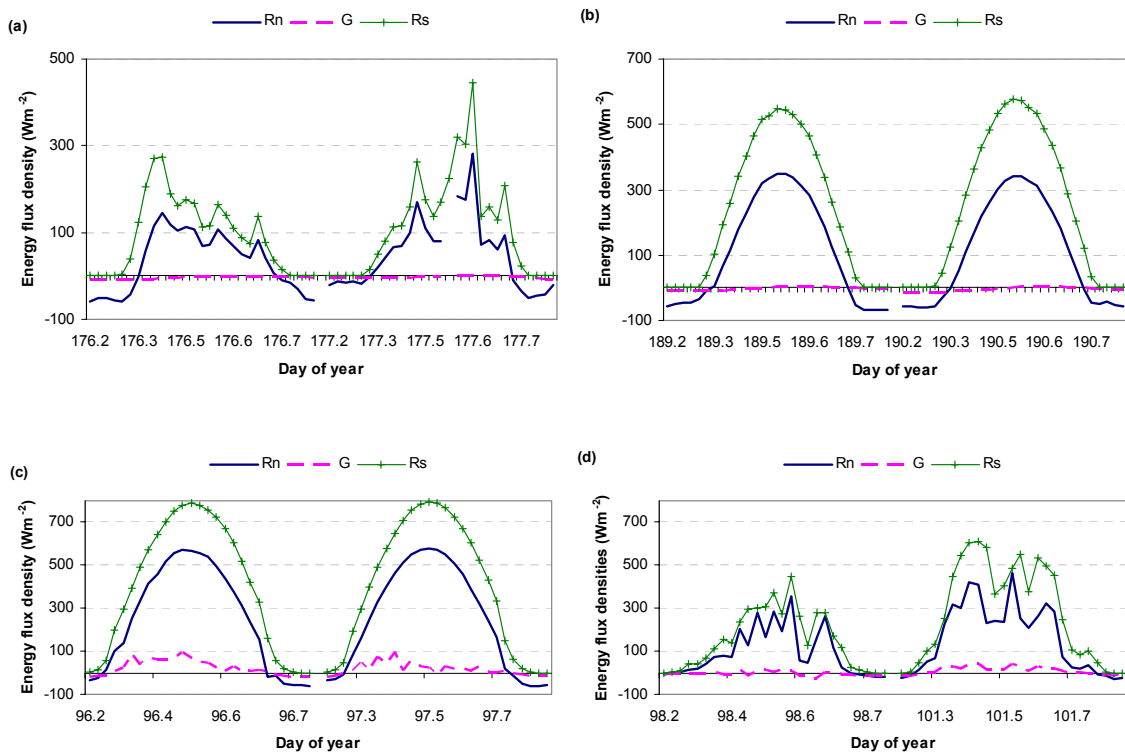 (a)
Rn G Rs
Energy flux density (Wm⁻²)
500
300
100
-100
176.2 176.3 176.5 176.6 176.7 177.2 177.3 177.5 177.6 177.7
Day of year
(b)
Rn G Rs
Energy flux density (Wm⁻²)
700
500
300
100
-100
189.2 189.3 189.5 189.6 189.7 190.2 190.3 190.5 190.6 190.7
Day of year
(c)
Rn G Rs
Energy flux density (Wm⁻²)
700
500
300
100
-100
96.2 96.4 96.6 96.7 97.3 97.5 97.7
Day of year
(d)
Rn G Rs
Energy flux densities (Wm⁻²)
700
500
300
100
-100
98.2 98.4 98.6 98.7 101.3 101.5 101.7
Day of year